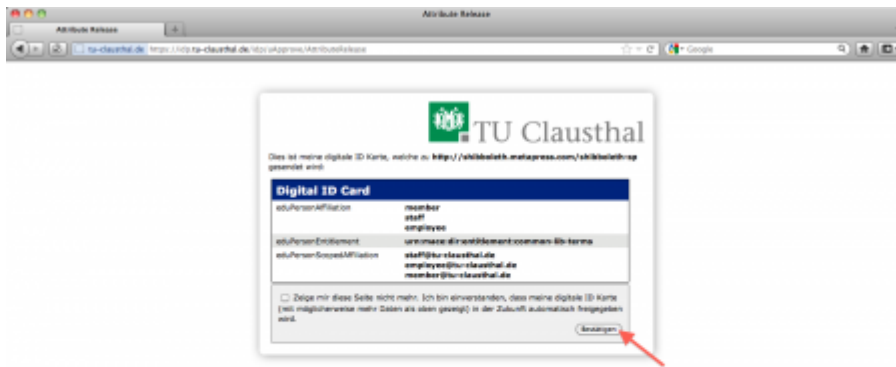 Attribute Release
Attribute Release
tu-clausthal.de https://idp.tu-clausthal.de/idp/uApprove/AttributeRelease
Google
TU Clausthal
Dies ist meine digitale ID Karte, welche zu http://shibboleth.metapress.com/shibboleth-sp
gesendet wird:
Digital ID Card
eduPersonAffiliation member
staff
employee
eduPersonEntitlement urn:mace:dir:entitlement:common-lib-terms
eduPersonScopedAffiliation staff@tu-clausthal.de
employee@tu-clausthal.de
member@tu-clausthal.de
Zeige mir diese Seite nicht mehr. Ich bin einverstanden, dass meine digitale ID Karte
(mit möglicherweise mehr Daten als oben gezeigt) in der Zukunft automatisch freigegeben
wird.
Bestätigen